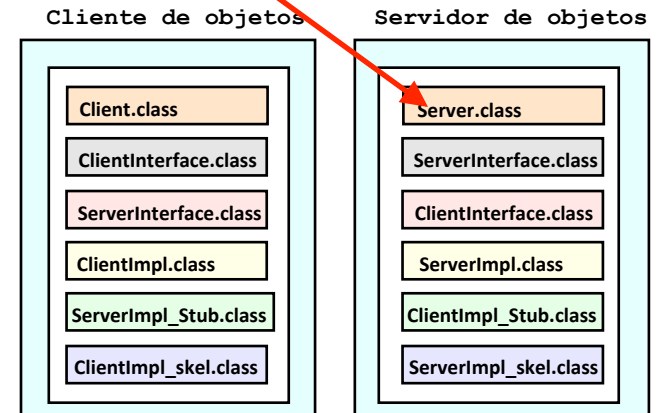 Cliente de objetos
Client.class
ClientInterface.class
ServerInterface.class
ClientImpl.class
ServerImpl_Stub.class
ClientImpl_skel.class
Servidor de objetos
Server.class
ServerInterface.class
ClientInterface.class
ServerImpl.class
ClientImpl_Stub.class
ServerImpl_skel.class